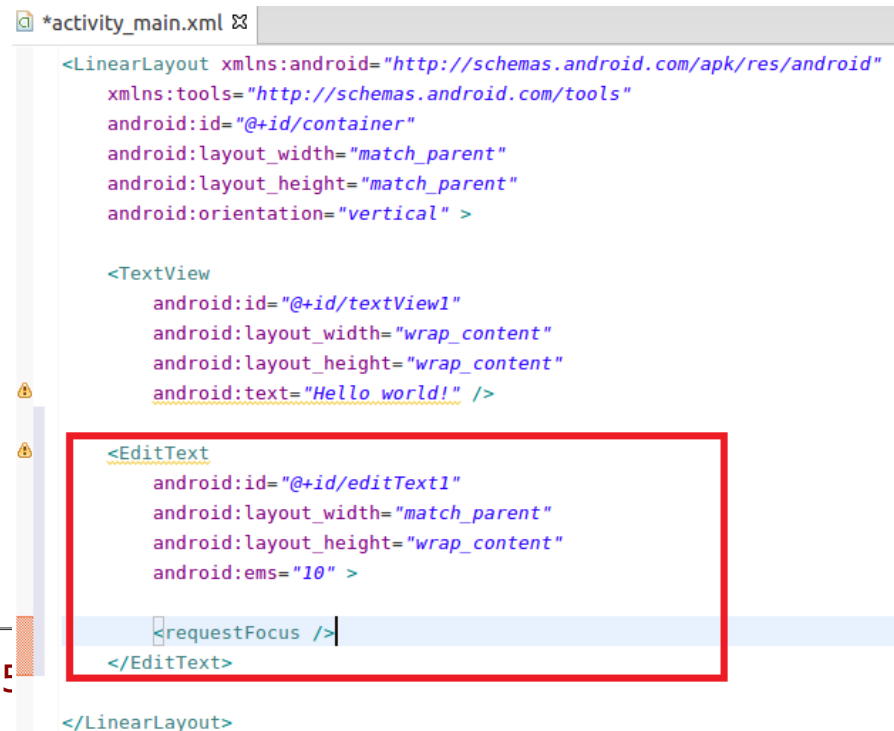 *activity_main.xml
<LinearLayout xmlns:android="http://schemas.android.com/apk/res/android"
    xmlns:tools="http://schemas.android.com/tools"
    android:id="@+id/container"
    android:layout_width="match_parent"
    android:layout_height="match_parent"
    android:orientation="vertical" >
    <TextView
        android:id="@+id/textView1"
        android:layout_width="wrap_content"
        android:layout_height="wrap_content"
        android:text="Hello world!" />
    <EditText
        android:id="@+id/editText1"
        android:layout_width="match_parent"
        android:layout_height="wrap_content"
        android:ems="10" >
        <requestFocus />
    </EditText>
</LinearLayout>